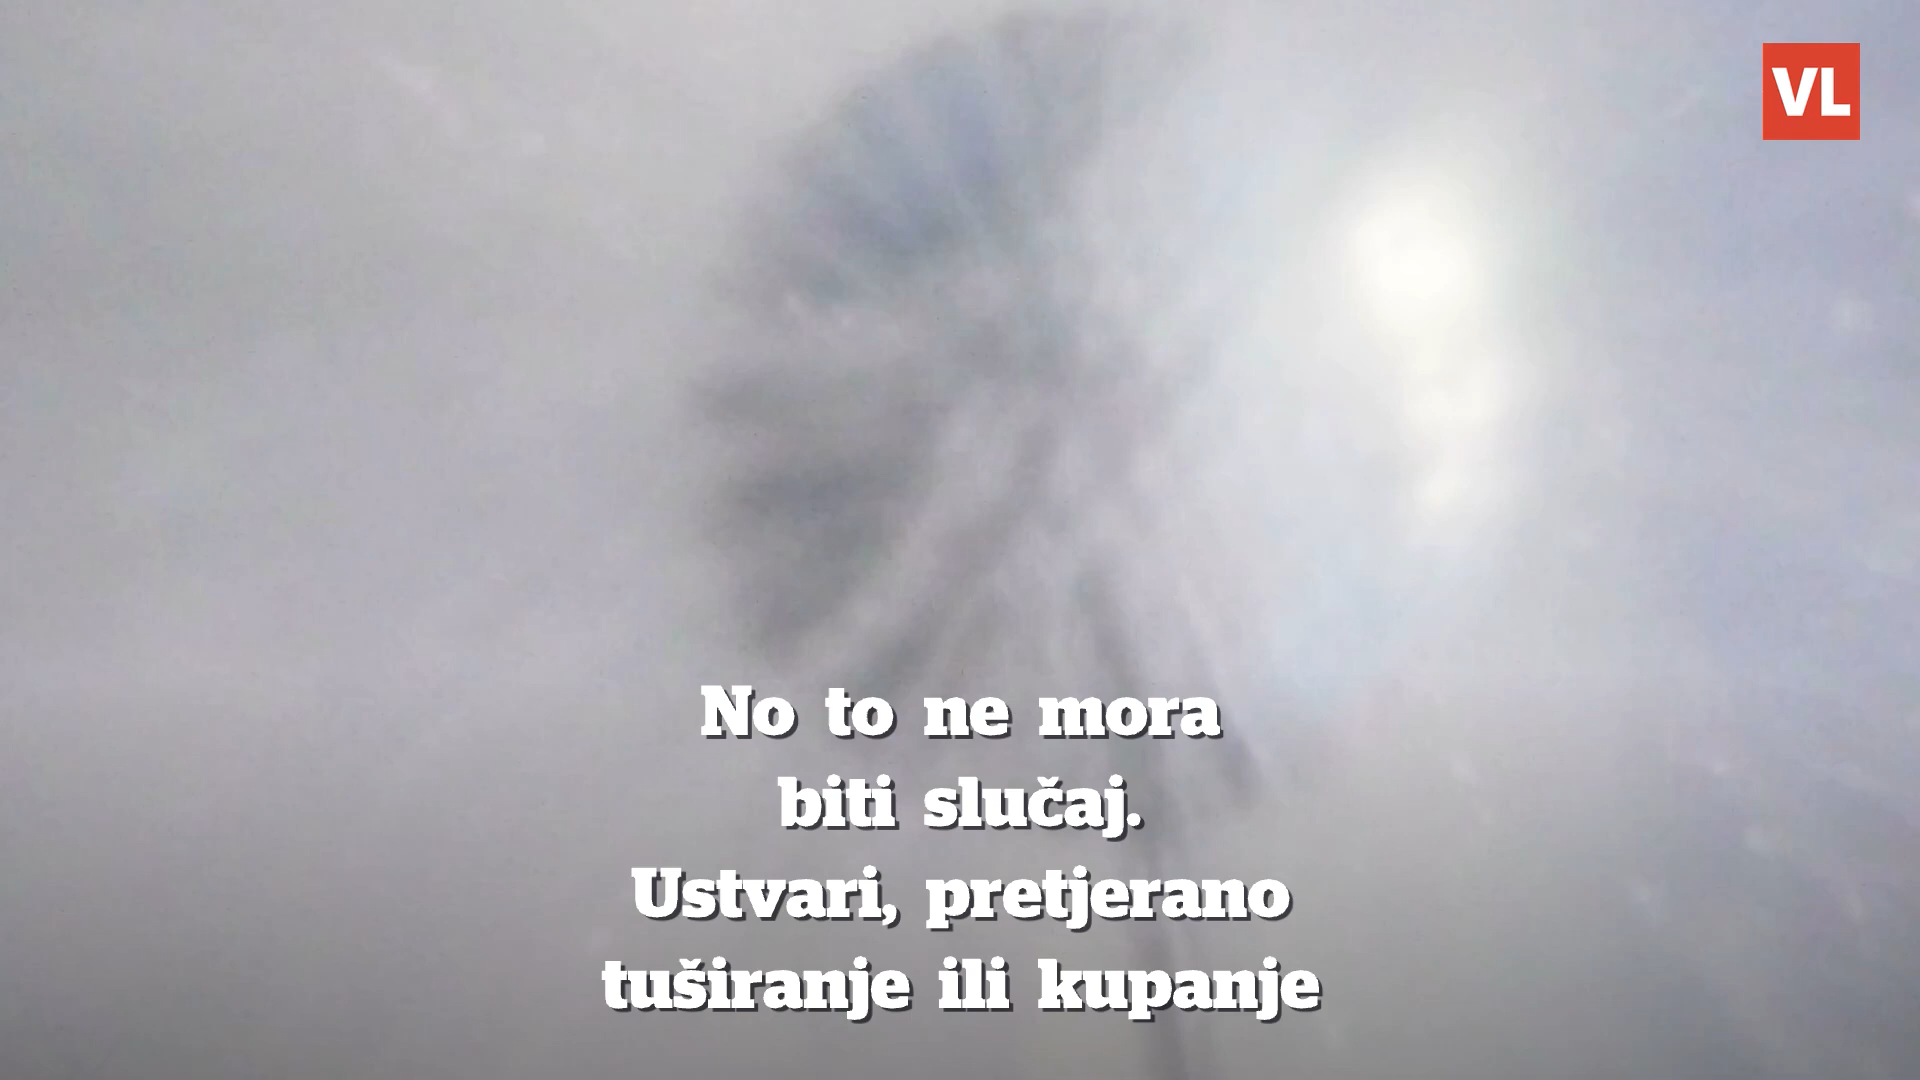 VL
No to ne mora
biti slučaj.
Ustvari, pretjerano
tuširanje ili kupanje